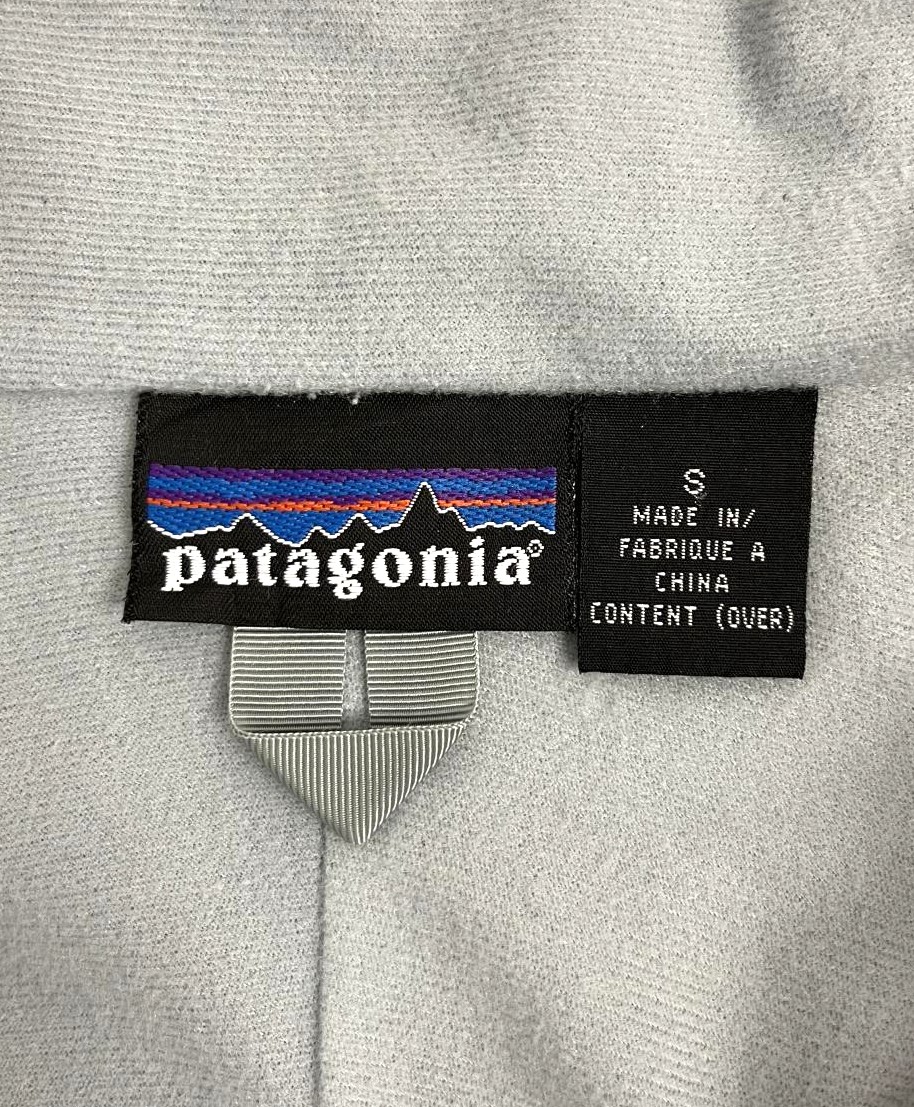 patagonia®
S
MADE IN/
FABRIQUE A
CHINA
CONTENT (OVER)